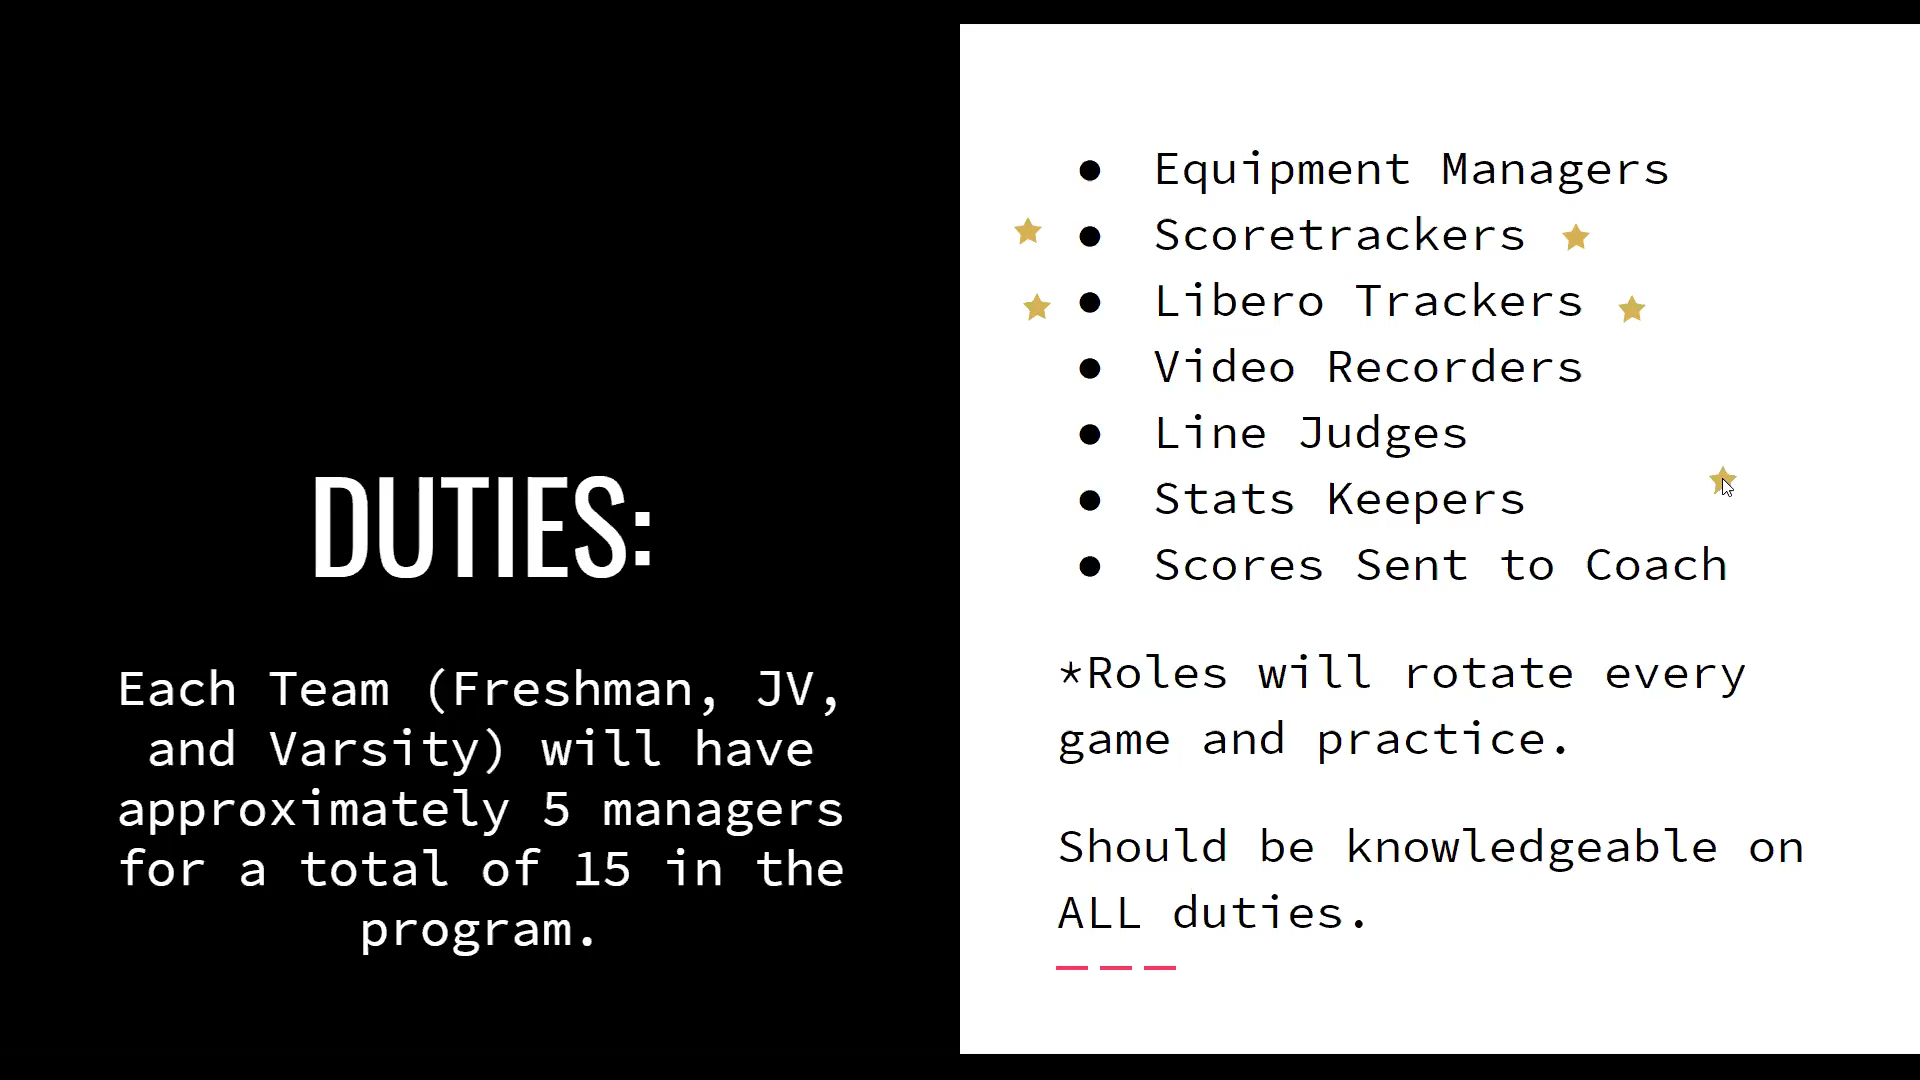 DUTIES:
Each Team (Freshman, JV,
and Varsity) will have
approximately 5 managers
for a total of 15 in the
program.
● Equipment Managers
● Scoretrackers
● Libero Trackers
● Video Recorders
● Line Judges
● Stats Keepers
● Scores Sent to Coach
*Roles will rotate every
game and practice.
Should be knowledgeable on
ALL duties.